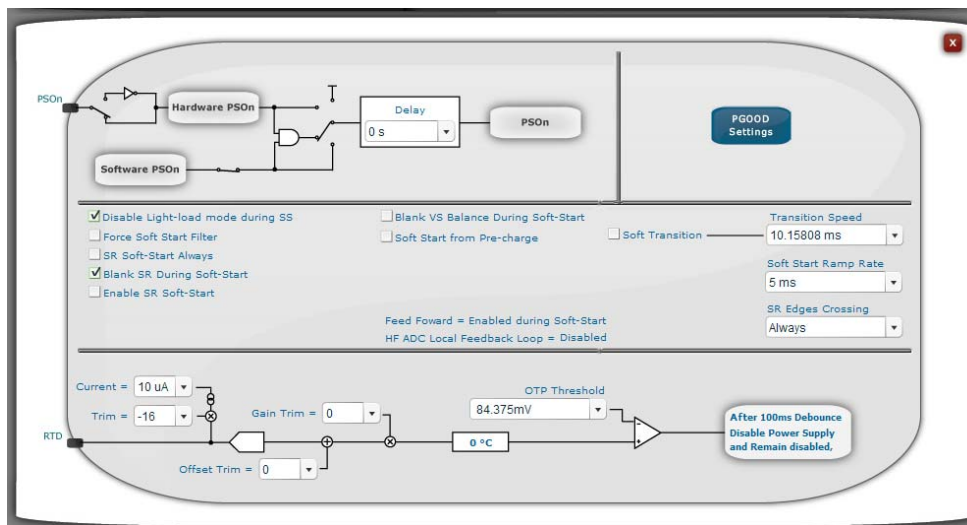 X
PSOn
Hardware PSOn
Delay
0 s
PSOn
PGOOD
Settings
Software PSOn
Disable Light-load mode during SS
Force Soft Start Filter
SR Soft-Start Always
Blank SR During Soft-Start
Enable SR Soft-Start
Blank VS Balance During Soft-Start
Soft Start from Pre-charge
Soft Transition
Transition Speed
10.15808 ms
Soft Start Ramp Rate
5 ms
SR Edges Crossing
Always
Feed Foward = Enabled during Soft-Start
HF ADC Local Feedback Loop = Disabled
Current = 10 uA
Trim = -16
RTD
Gain Trim = 0
Offset Trim = 0
0 °C
OTP Threshold
84.375mV
After 100ms Debounce
Disable Power Supply
and Remain disabled,